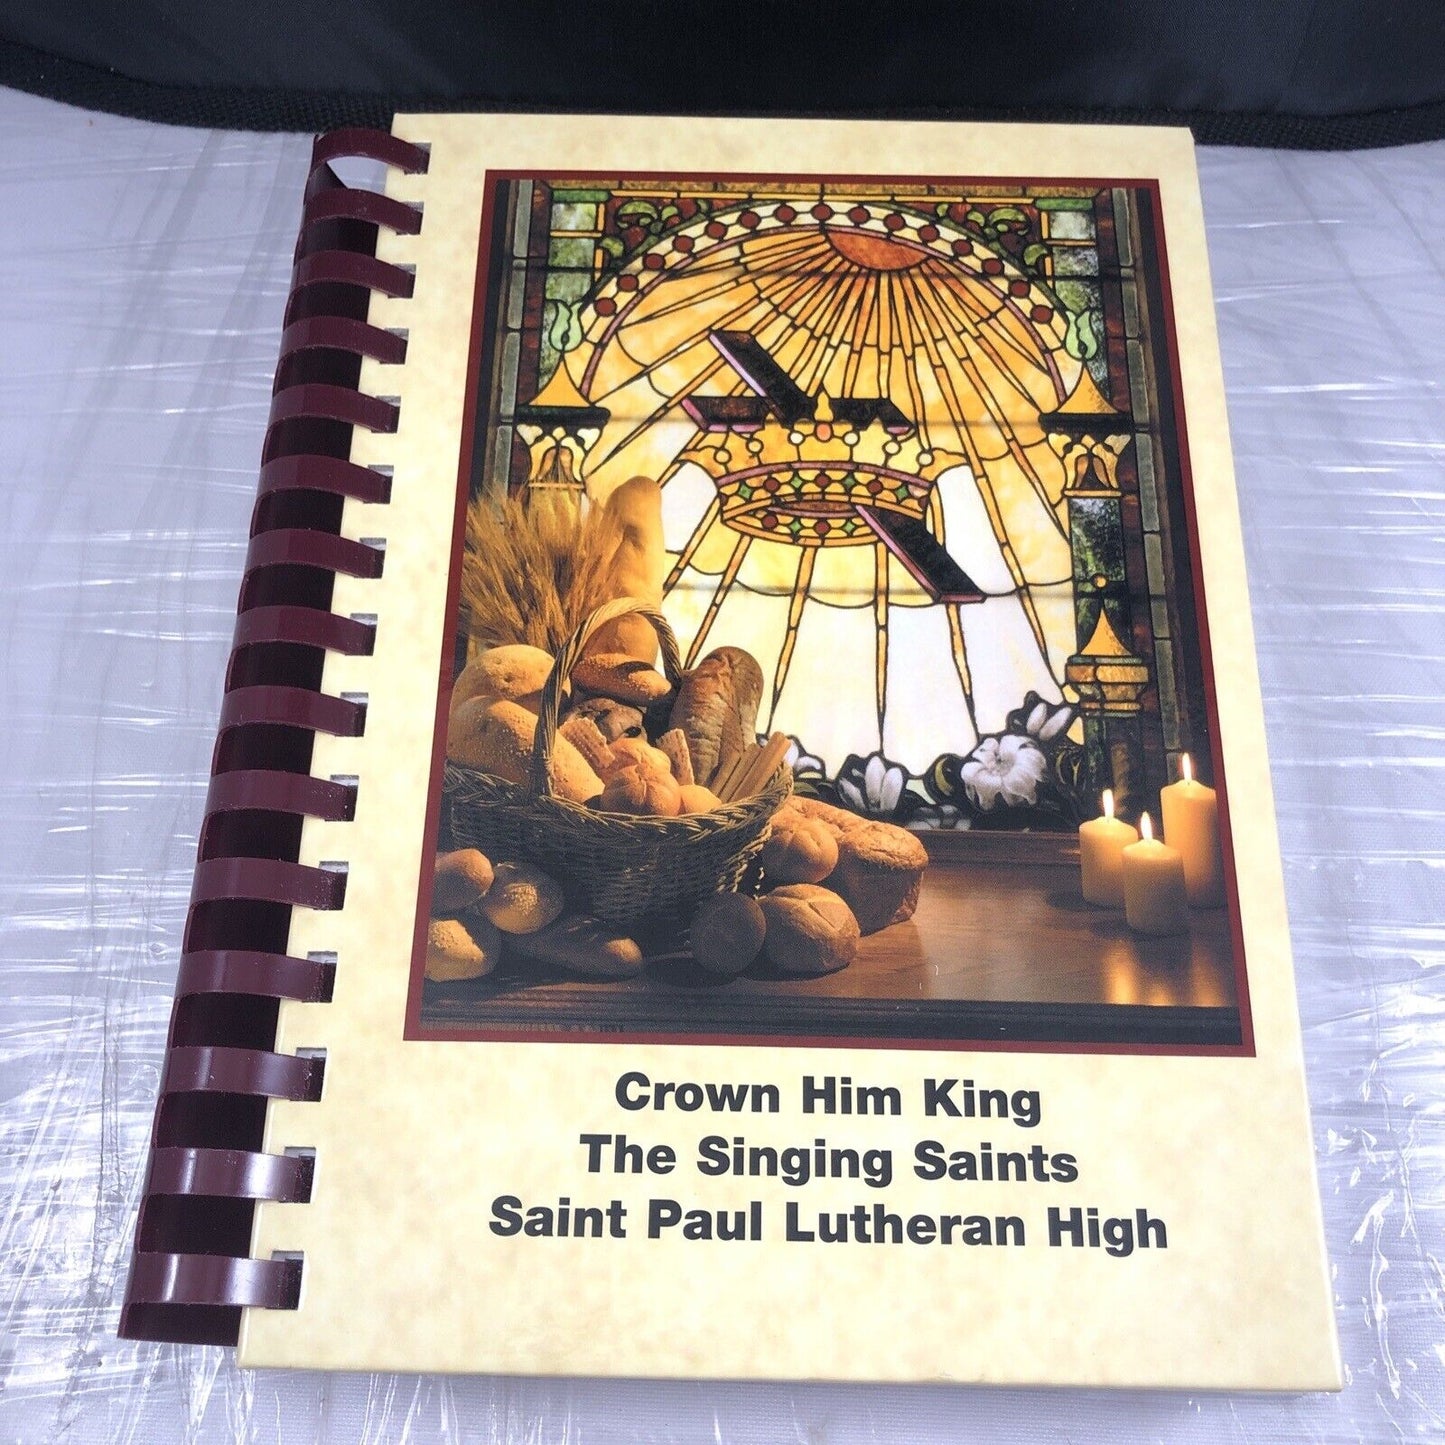 Crown Him King
The Singing Saints
Saint Paul Lutheran High